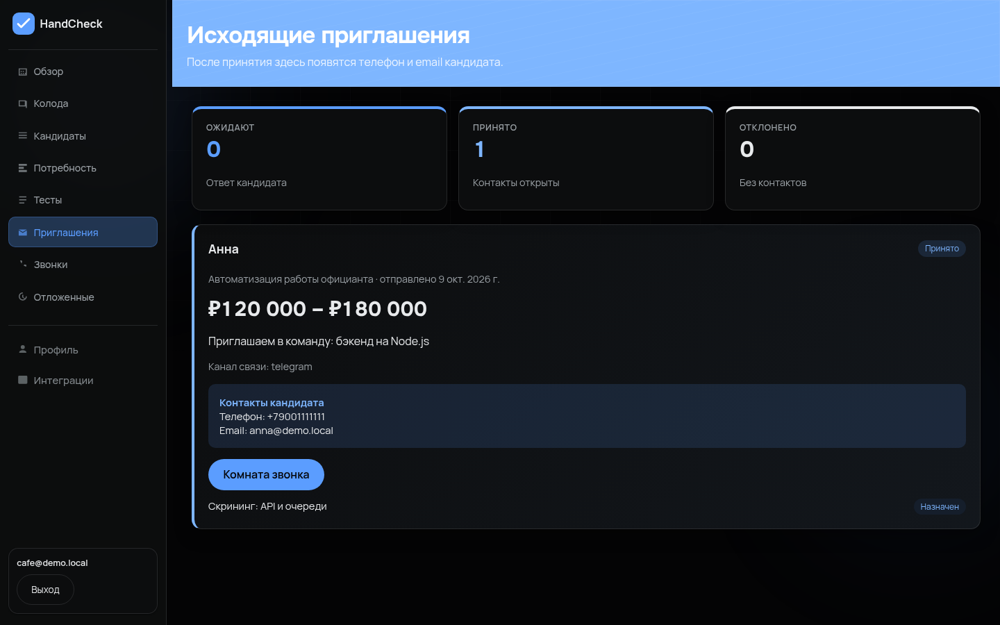 HandCheck
Обзор
Колода
Кандидаты
Потребность
Тесты
Приглашения
Звонки
Отложенные
Профиль
Интеграции
cafe@demo.local
Выход
Исходящие приглашения
После принятия здесь появятся телефон и email кандидата.
ОЖИДАЮТ
0
Ответ кандидата
ПРИНЯТО
1
Контакты открыты
ОТКЛОНЕНО
0
Без контактов
Анна
Принято
Автоматизация работы официанта · отправлено 9 окт. 2026 г.
₽120 000 – ₽180 000
Приглашаем в команду: бэкенд на Node.js
Канал связи: telegram
Контакты кандидата
Телефон: +79001111111
Email: anna@demo.local
Комната звонка
Скрининг: API и очереди
Назначен